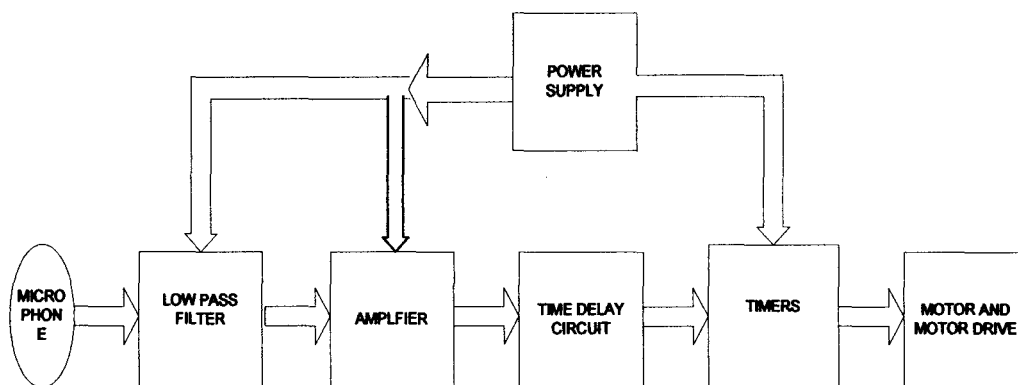 POWER
SUPPLY
MICRO
PHON
E
LOW PASS
FILTER
AMPLFIER
TIME DELAY
CIRCUIT
TIMERS
MOTOR AND
MOTOR DRIVE